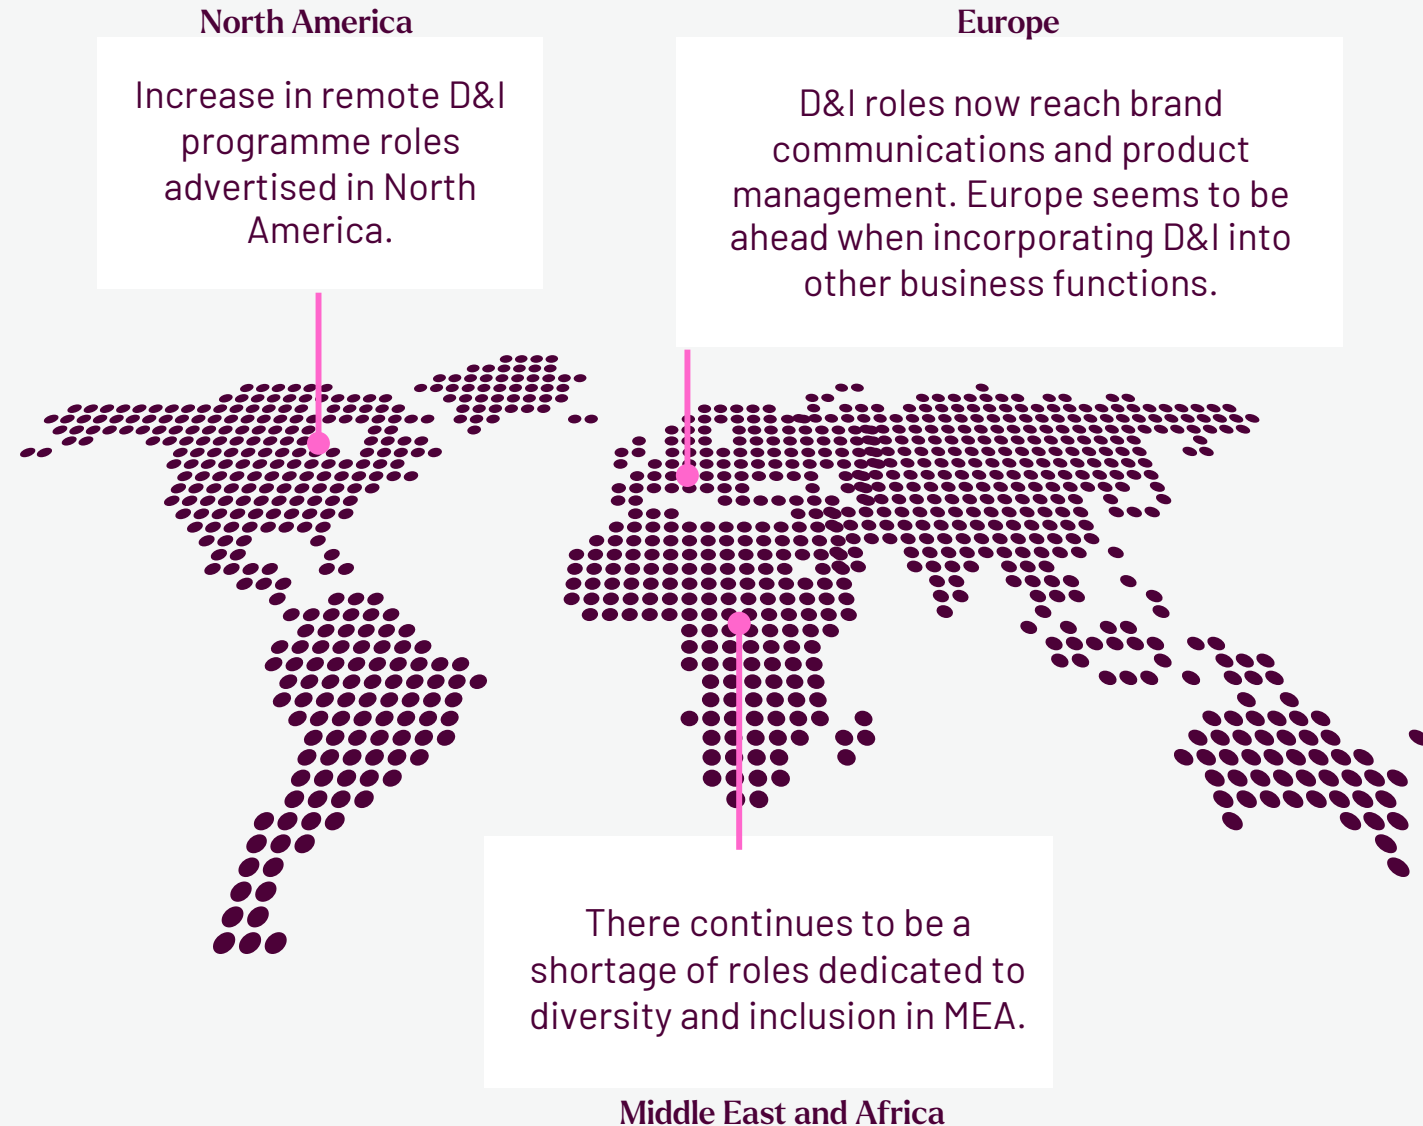 North America
Increase in remote D&I
programme roles
advertised in North
America.
Europe
D&I roles now reach brand
communications and product
management. Europe seems to be
ahead when incorporating D&I into
other business functions.
There continues to be a
shortage of roles dedicated to
diversity and inclusion in MEA.
Middle East and Africa